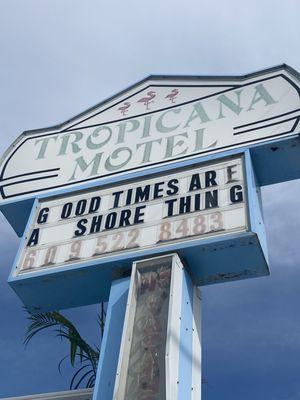 TROPICANA
MOTEL
GOOD TIMES ARE
A SHORE THING
609 522 8483